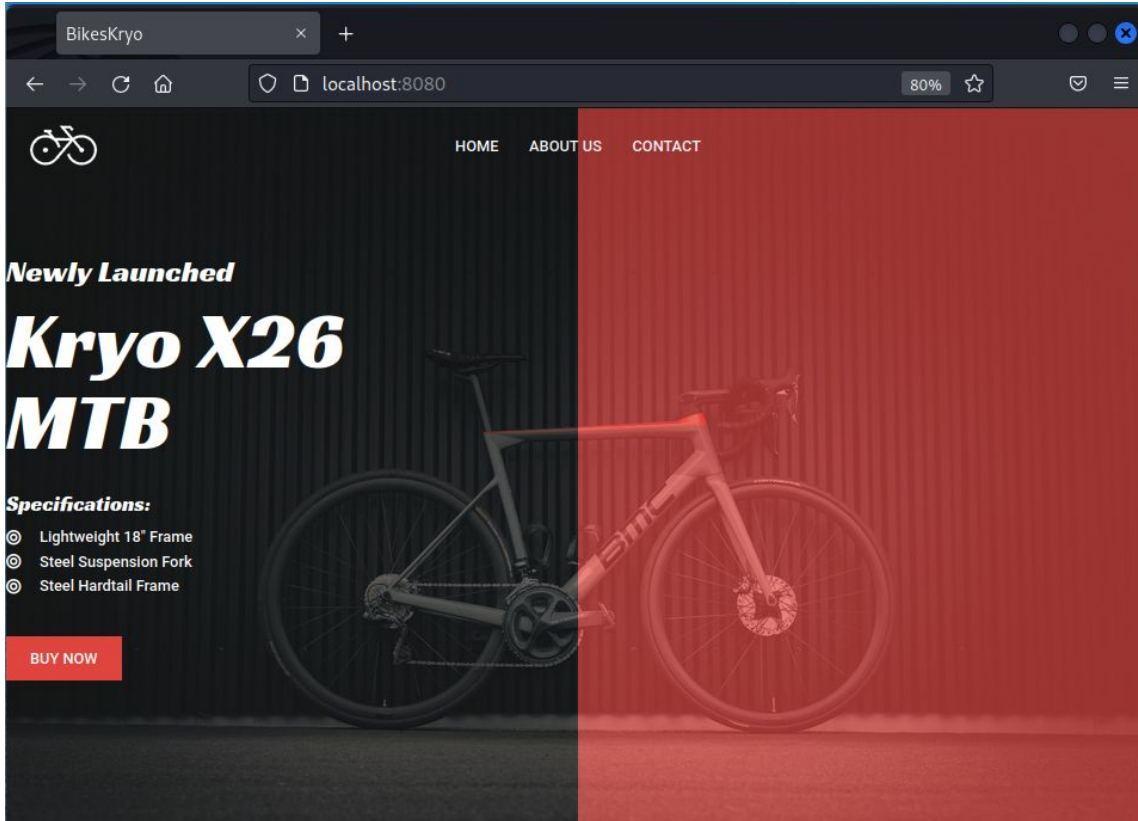 BikesKryo
localhost:8080
80%
HOME ABOUT US CONTACT
Newly Launched
Kryo X26
MTB
Specifications:
Lightweight 18" Frame
Steel Suspension Fork
Steel Hardtail Frame
BUY NOW
BMC